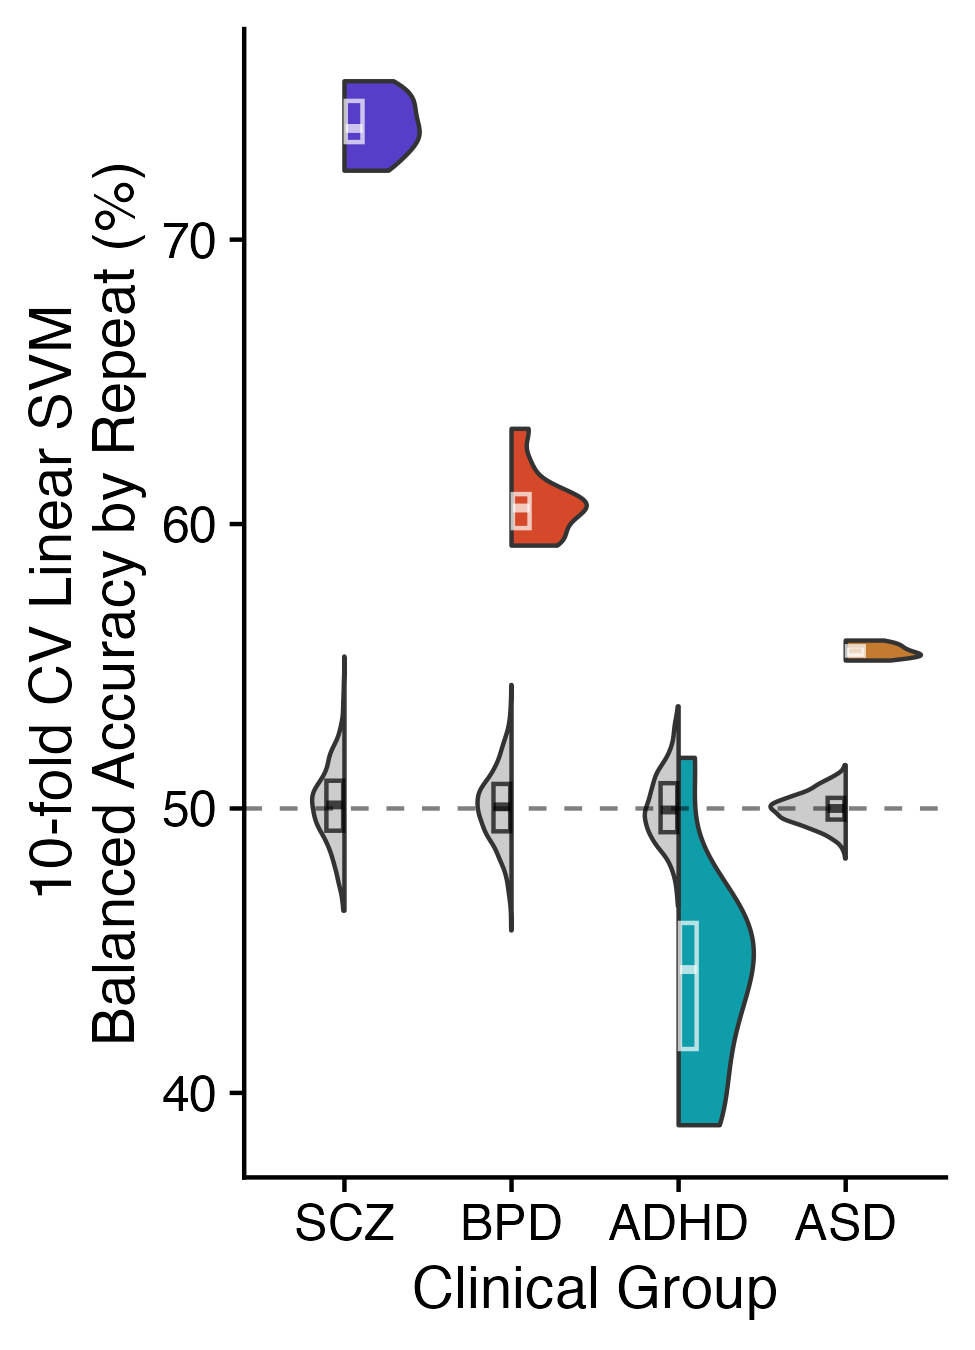 10-fold CV Linear SVM
Balanced Accuracy by Repeat (%)
70
60
50
40
SCZ BPD ADHD ASD
Clinical Group